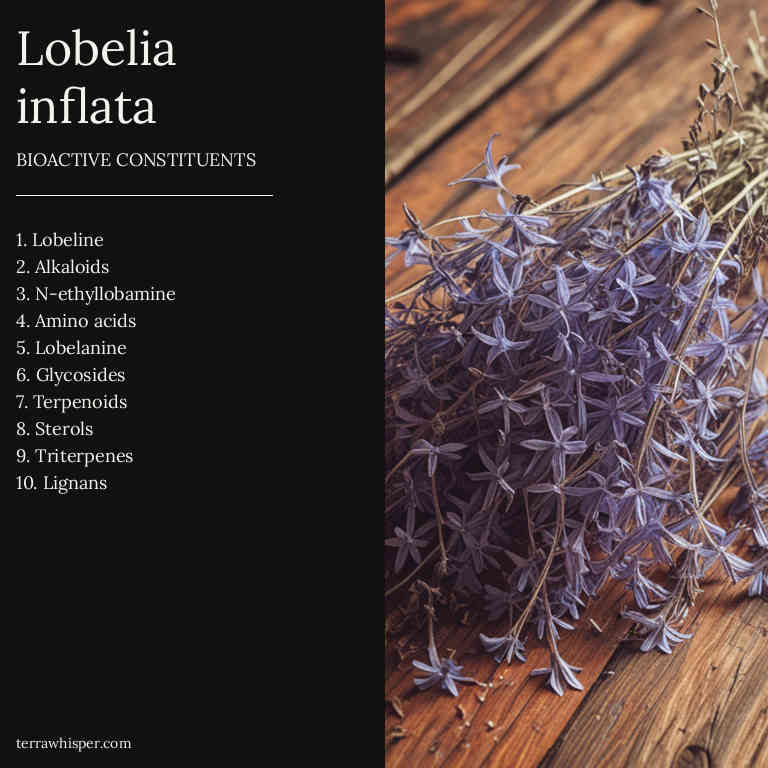 Lobelia
inflata
BIOACTIVE CONSTITUENTS
1. Lobeline
2. Alkaloids
3. N-ethyllobamine
4. Amino acids
5. Lobelanine
6. Glycosides
7. Terpenoids
8. Sterols
9. Triterpenes
10. Lignans
terrawhisper.com